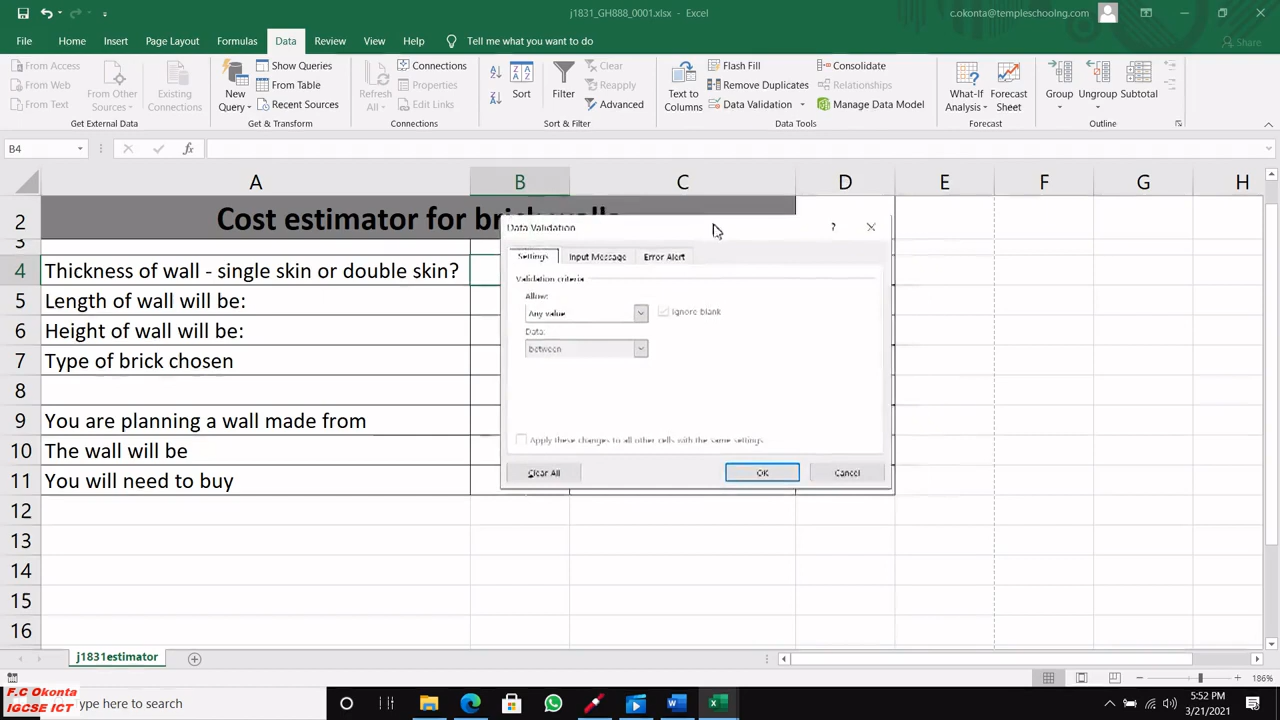 j1831_GH888_0001.xlsx - Excel
c.okonta@templeschoolng.com
File Home Insert Page Layout Formulas Data Review View Help Tell me what you want to do Share
From Access
From Web
From Text
From Other Sources
Existing Connections
Get External Data
New Query
Show Queries
From Table
Recent Sources
Get & Transform
Refresh All
Connections
Properties
Edit Links
Connections
Sort
Filter
Clear
Reapply
Advanced
Sort & Filter
Text to Columns
Flash Fill
Remove Duplicates
Data Validation
Consolidate
Relationships
Manage Data Model
Data Tools
What-If Analysis
Forecast Sheet
Forecast
Group
Ungroup
Subtotal
Outline
B4 fx
A B C D E F G H
2 Cost estimator for brick walls
3
4 Thickness of wall - single skin or double skin?
5 Length of wall will be:
6 Height of wall will be:
7 Type of brick chosen
8
9 You are planning a wall made from
10 The wall will be
11 You will need to buy
12
13
14
15
16
Data Validation ?
Settings Input Message Error Alert
Validation criteria
Allow:
Any value Ignore blank
Data:
between
Apply these changes to all other cells with the same settings
Clear All OK Cancel
j1831estimator
186%
F.C Okonta
IGCSE ICT
ype here to search
5:52 PM
3/21/2021